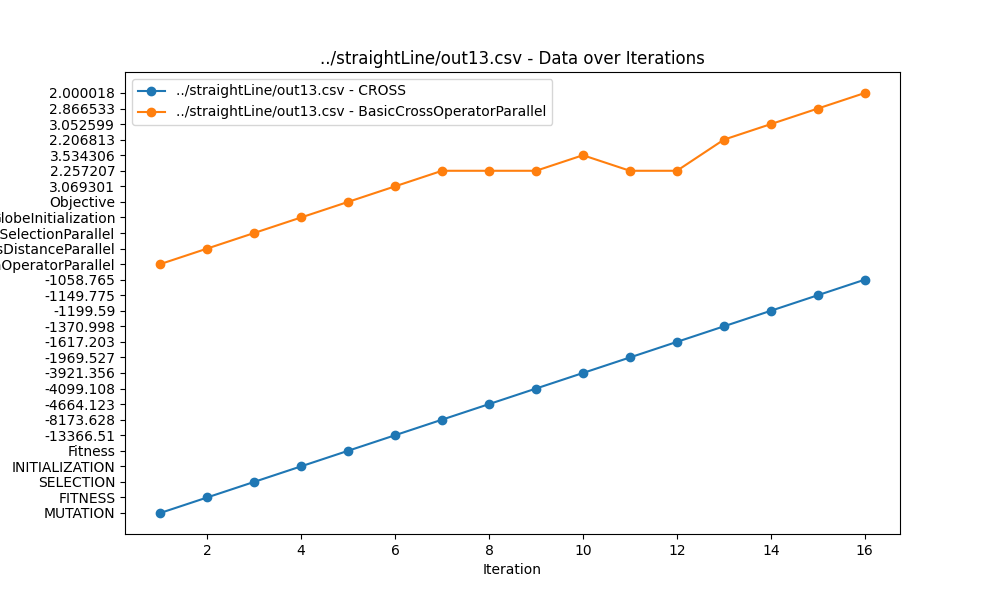 ../straightLine/out13.csv - Data over Iterations
../straightLine/out13.csv - CROSS
../straightLine/out13.csv - BasicCrossOperatorParallel
2.000018
2.866533
3.052599
2.206813
3.534306
2.257207
3.069301
Objective
GlobeInitialization
SelectionParallel
sDistanceParallel
OperatorParallel
-1058.765
-1149.775
-1199.59
-1370.998
-1617.203
-1969.527
-3921.356
-4099.108
-4664.123
-8173.628
-13366.51
Fitness
INITIALIZATION
SELECTION
FITNESS
MUTATION
2 4 6 8 10 12 14 16
Iteration